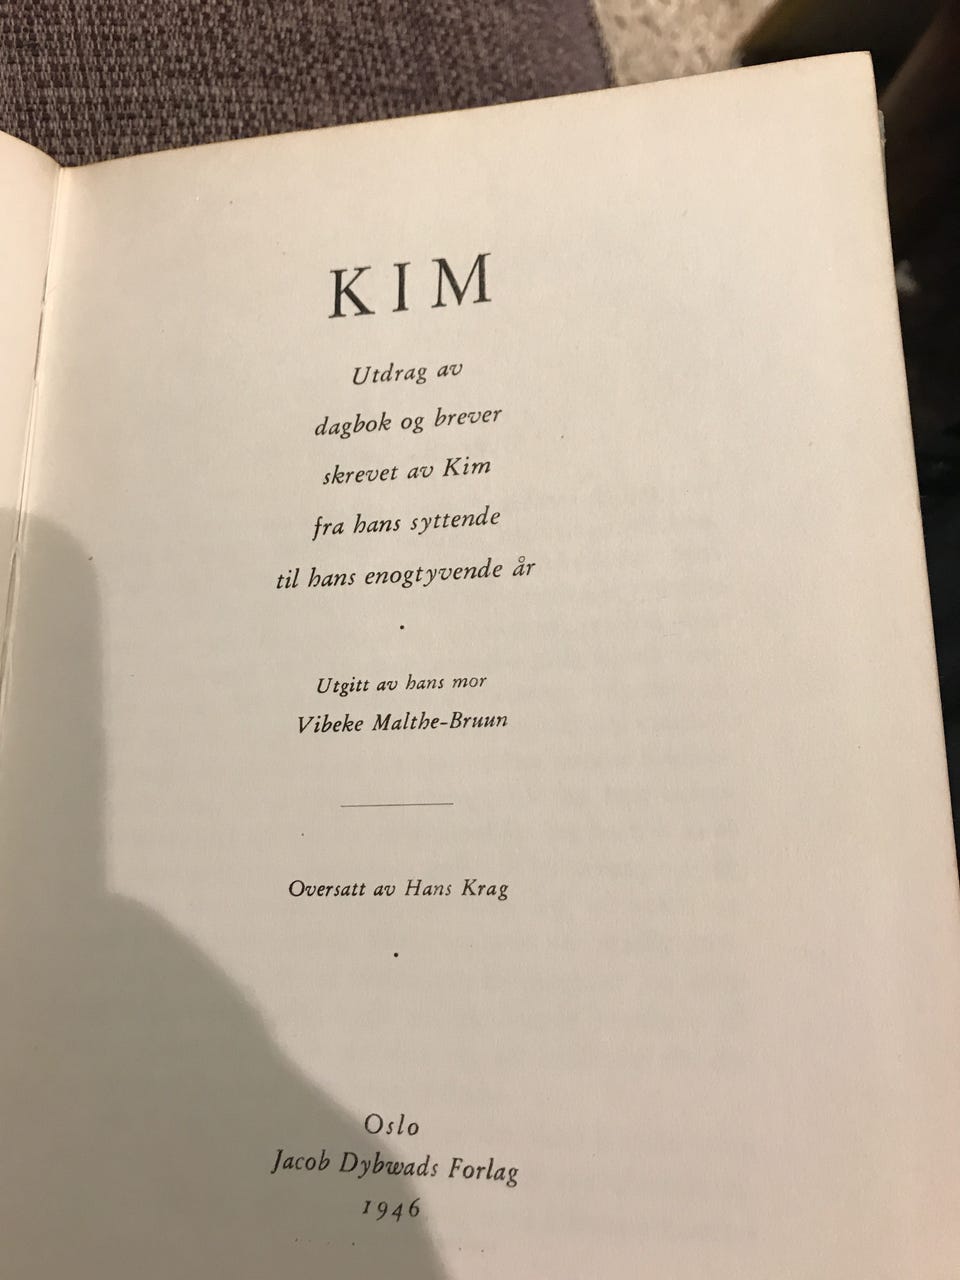 KIM
Utdrag av
dagbok og brever
skrevet av Kim
fra hans syttende
til hans enogtyvende år
.
Utgitt av hans mor
Vibeke Malthe-Bruun
Oversatt av Hans Krag
.
Oslo
Jacob Dybwads Forlag
1946